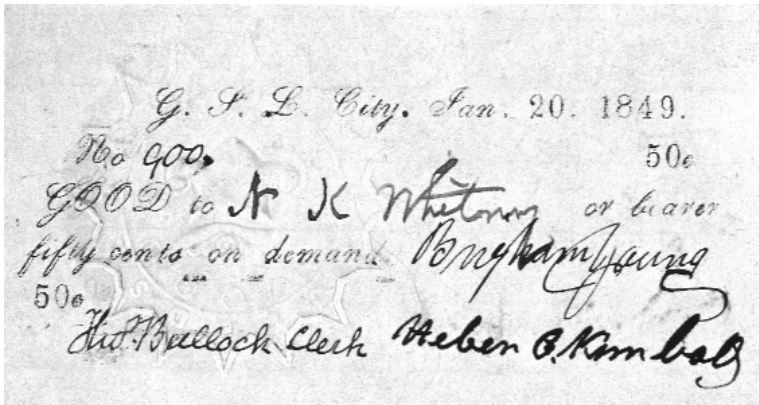 G. S. L. City. Jan. 20. 1849.
No 900. 50c
GOOD to N K Whitney or bearer
fifty cents on demand Brigham Young
50c
Thos. Bullock Clerk Heber C. Kimball